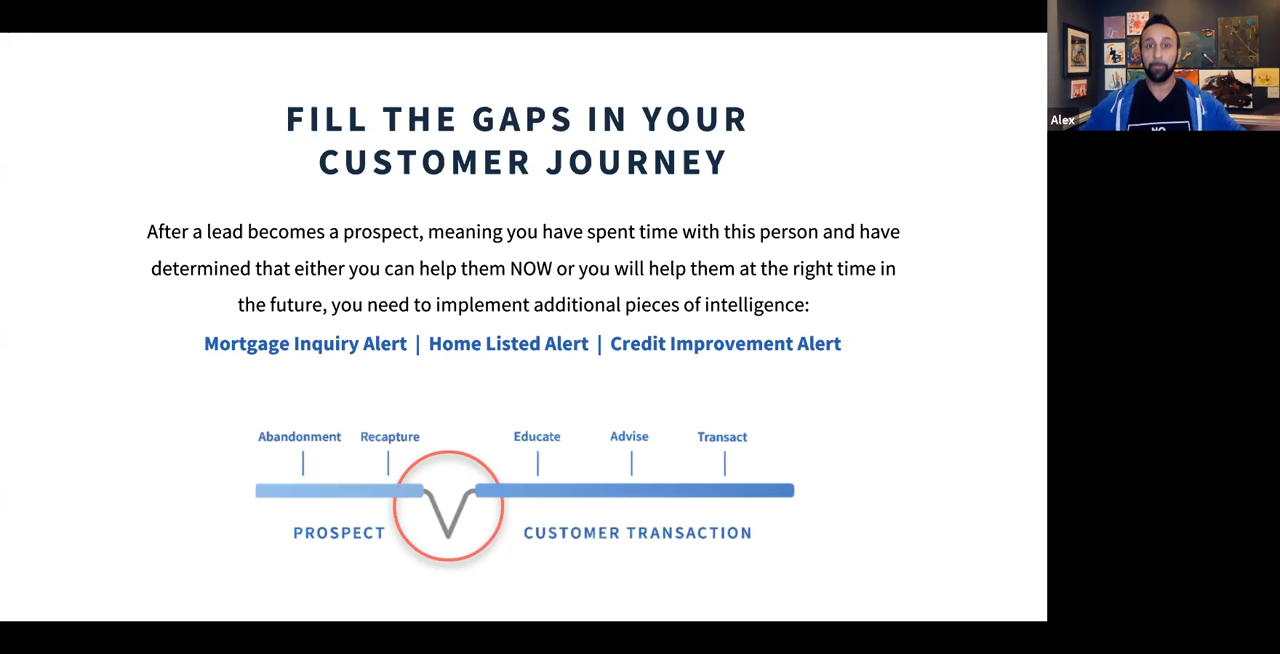 FILL THE GAPS IN YOUR
CUSTOMER JOURNEY
After a lead becomes a prospect, meaning you have spent time with this person and have
determined that either you can help them NOW or you will help them at the right time in
the future, you need to implement additional pieces of intelligence:
Mortgage Inquiry Alert | Home Listed Alert | Credit Improvement Alert
Abandonment Recapture Educate Advise Transact
PROSPECT CUSTOMER TRANSACTION
Alex
NO